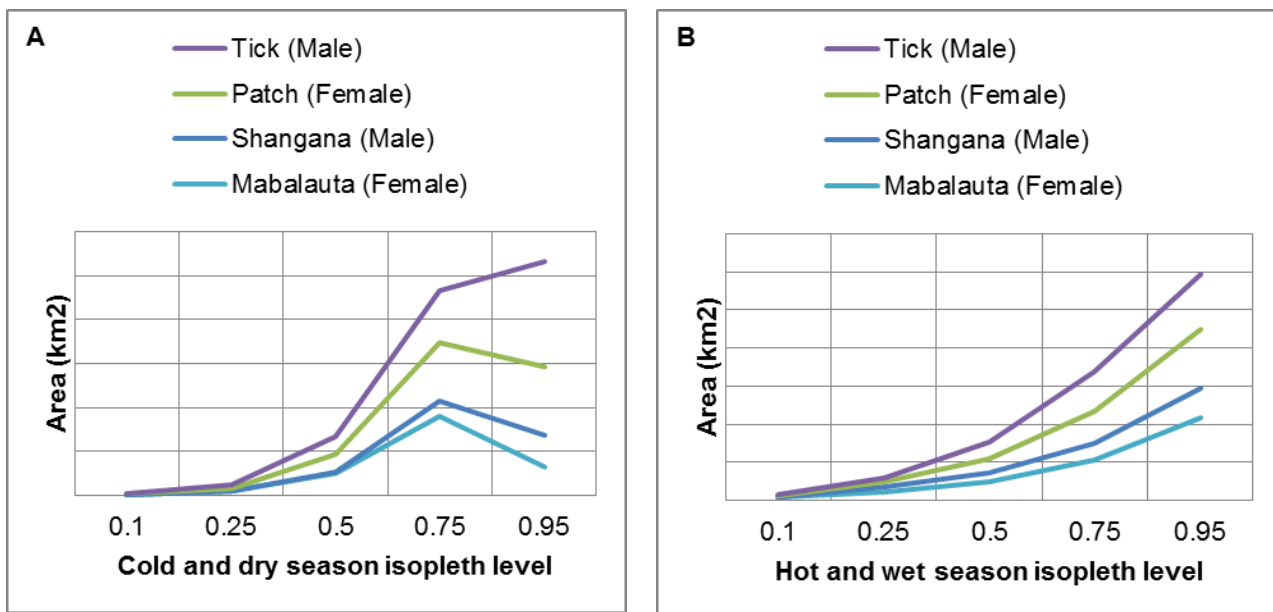 A
Tick (Male)
Patch (Female)
Shangana (Male)
Mabalauta (Female)
Area (km2)
0.1 0.25 0.5 0.75 0.95
Cold and dry season isopleth level
B
Tick (Male)
Patch (Female)
Shangana (Male)
Mabalauta (Female)
Area (km2)
0.1 0.25 0.5 0.75 0.95
Hot and wet season isopleth level